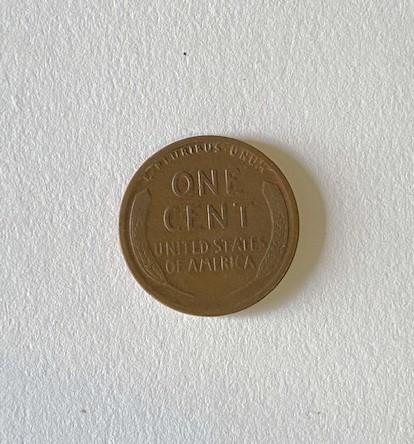 E·PLURIBUS·UNUM
ONE
CENT
UNITED STATES
OF AMERICA